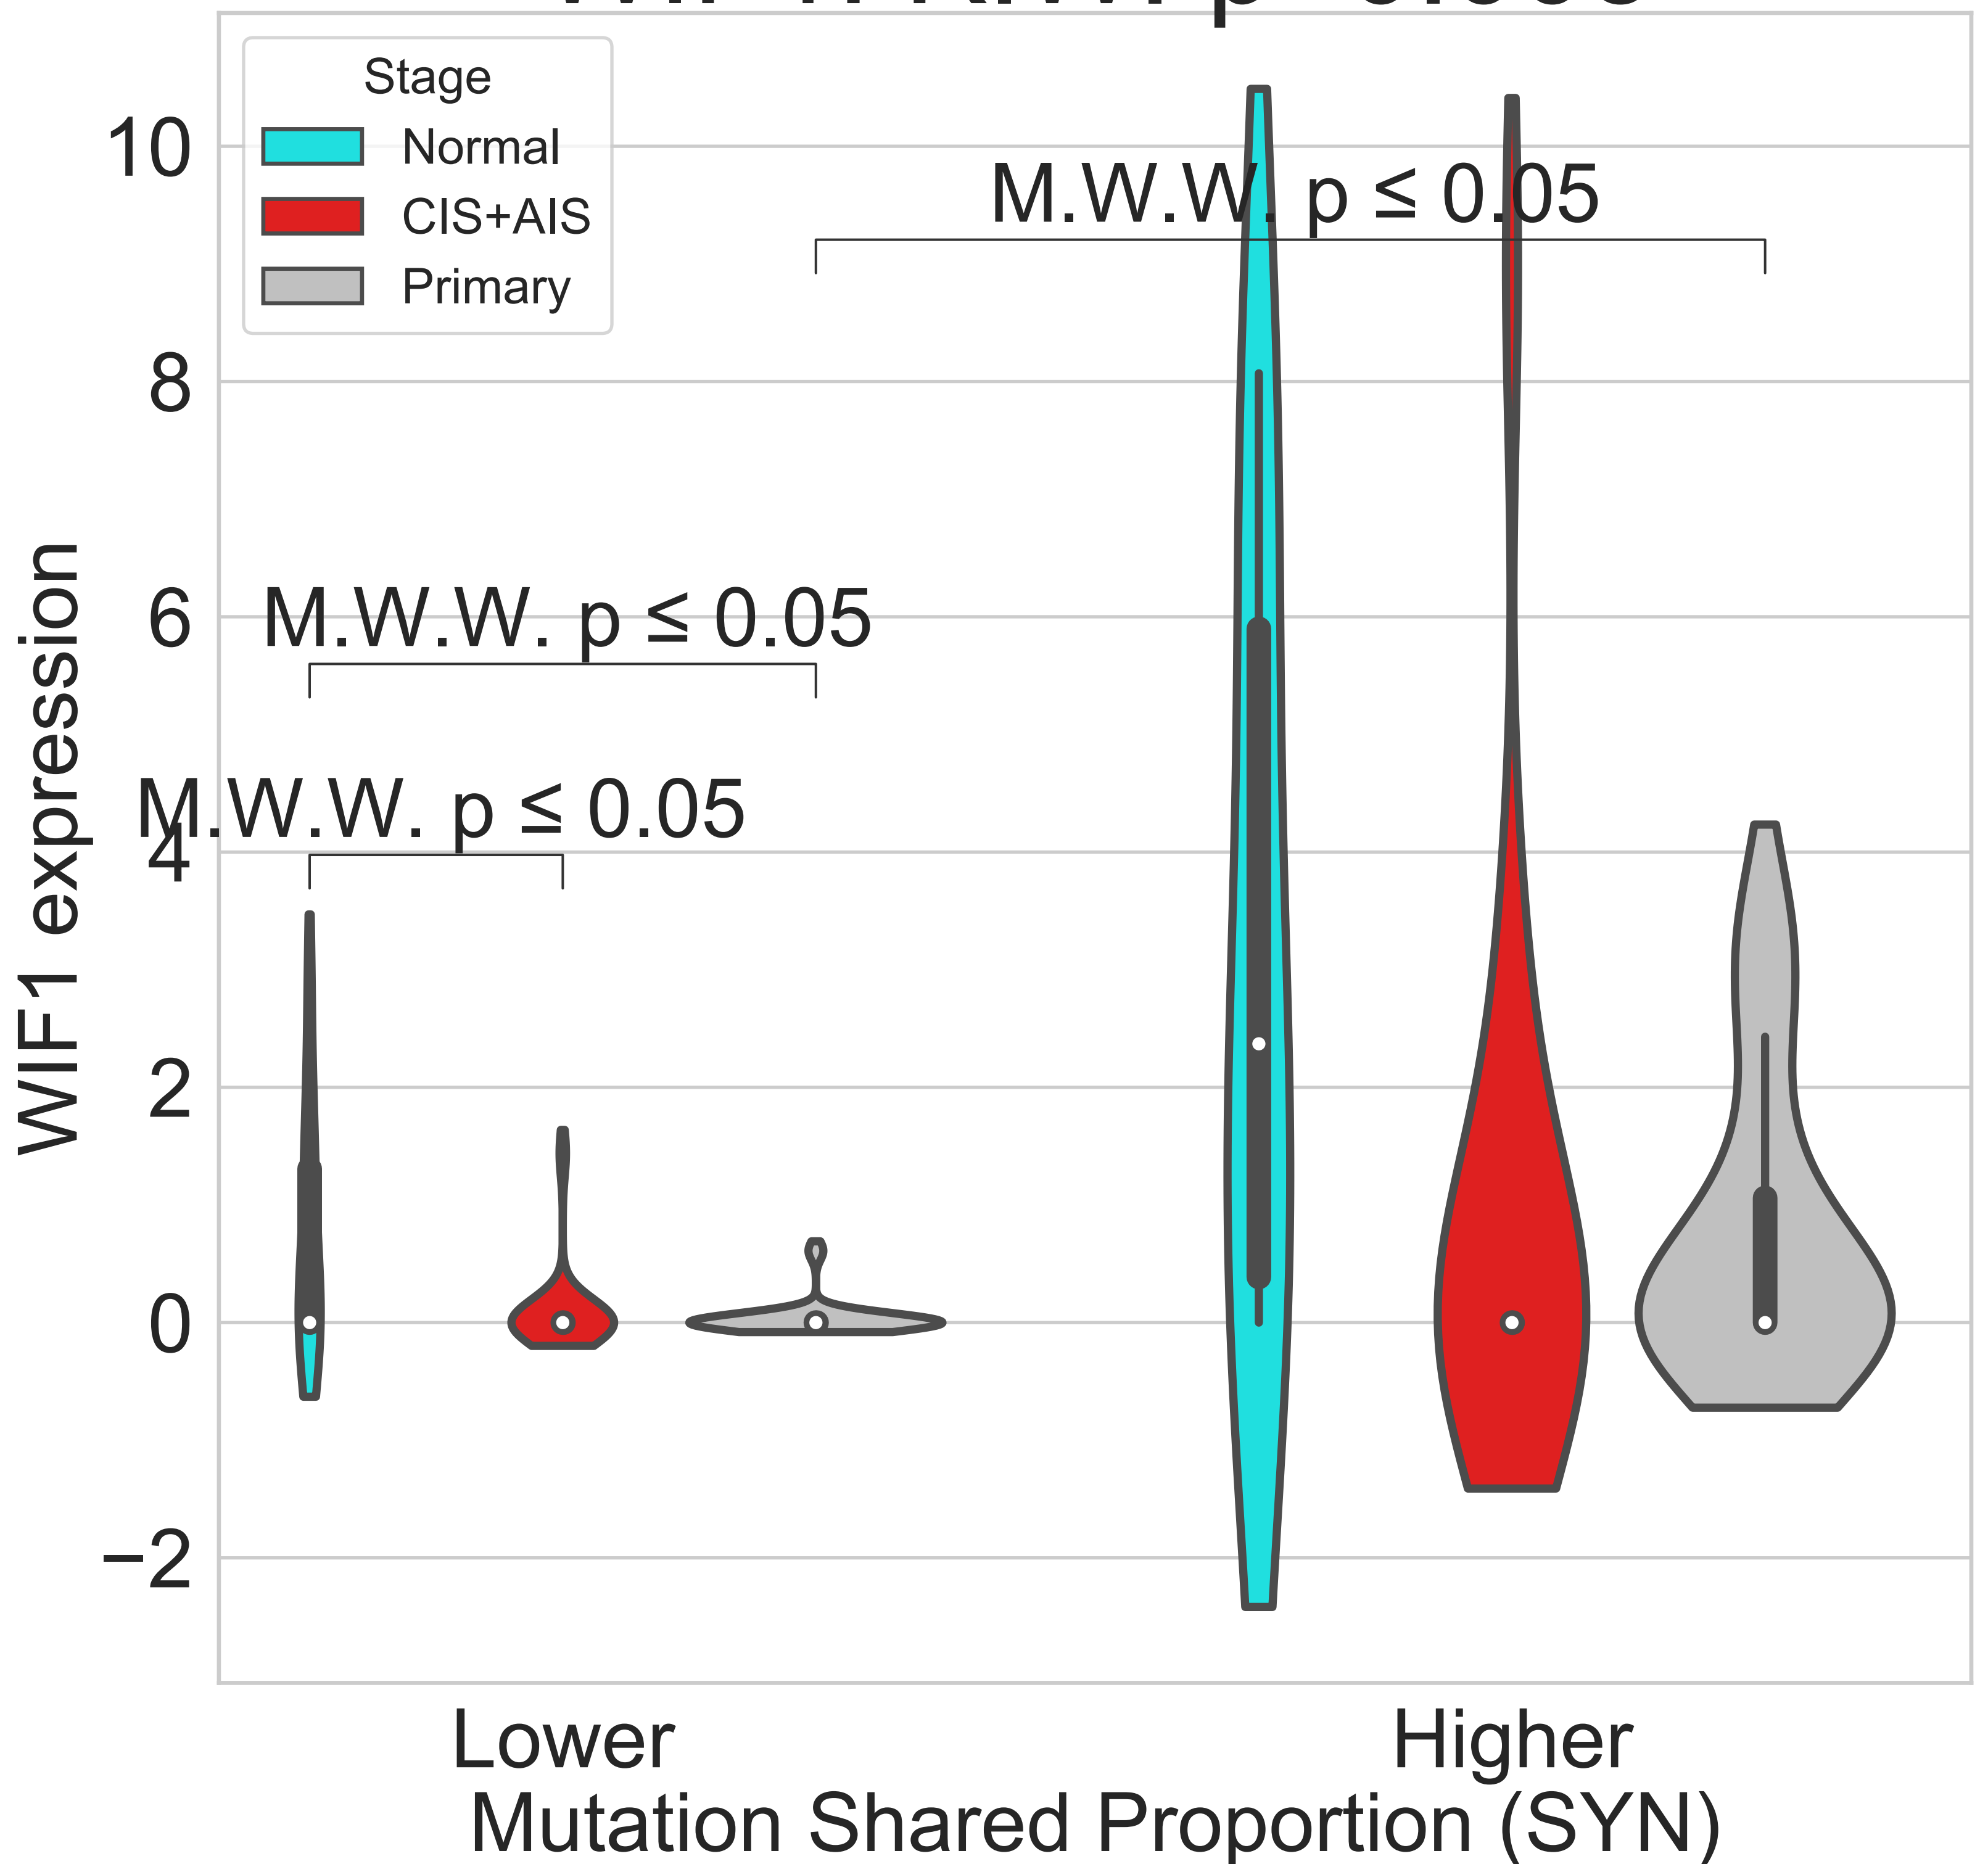 Stage
Normal
CIS+AIS
Primary
10
8
6
4
2
0
−2
M.W.W. p ≤ 0.05
M.W.W. p ≤ 0.05
M.W.W. p ≤ 0.05
WIF1 expression
Lower
Higher
Mutation Shared Proportion (SYN)